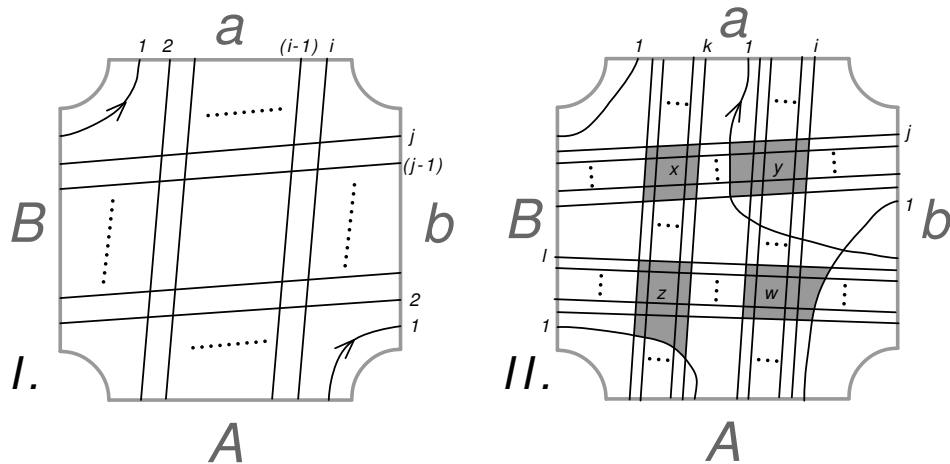 a
1 2 (i-1) i
j
(j-1)
B b
2
1
I.
A
a
1 k 1 i
j
x y
B 1 b
l
z w
1
II.
A